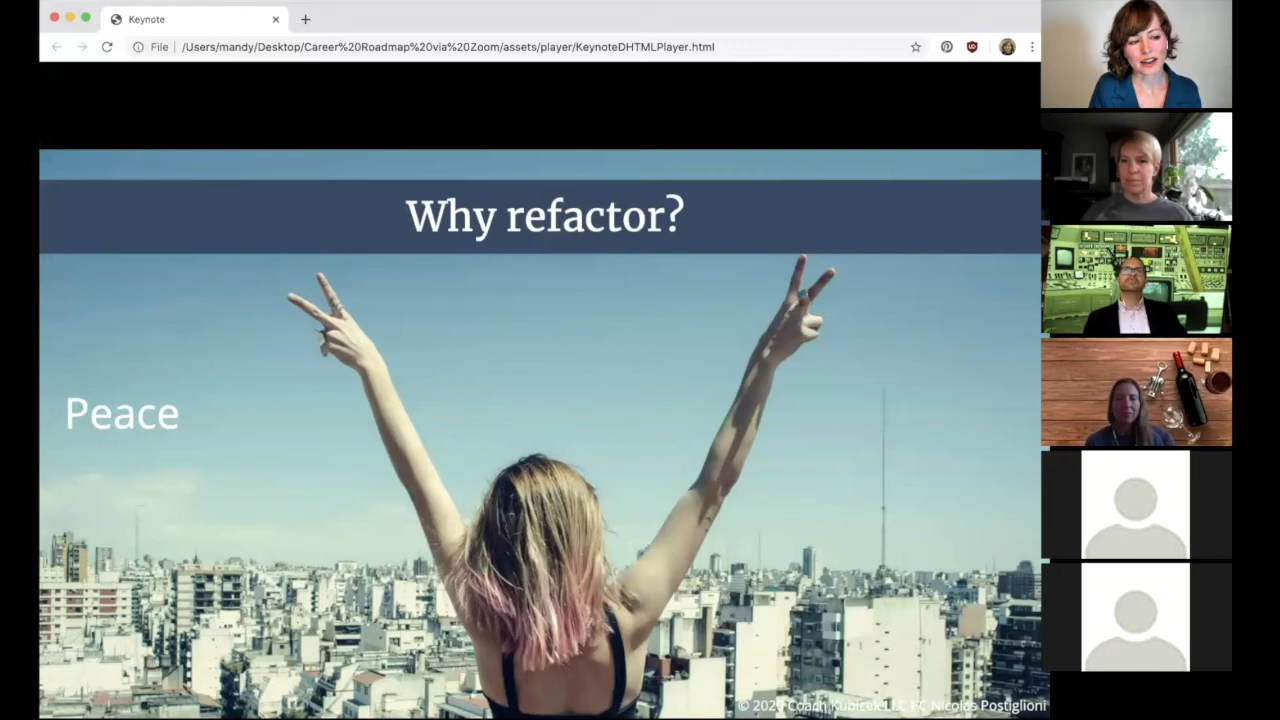 Keynote
File
/Users/mandy/Desktop/Career%20Roadmap%20via%20Zoom/assets/player/KeynoteDHTMLPlayer.html
Why refactor?
Peace
© 2020 Coach Kubicek LLC FC Nicolas Postiglioni